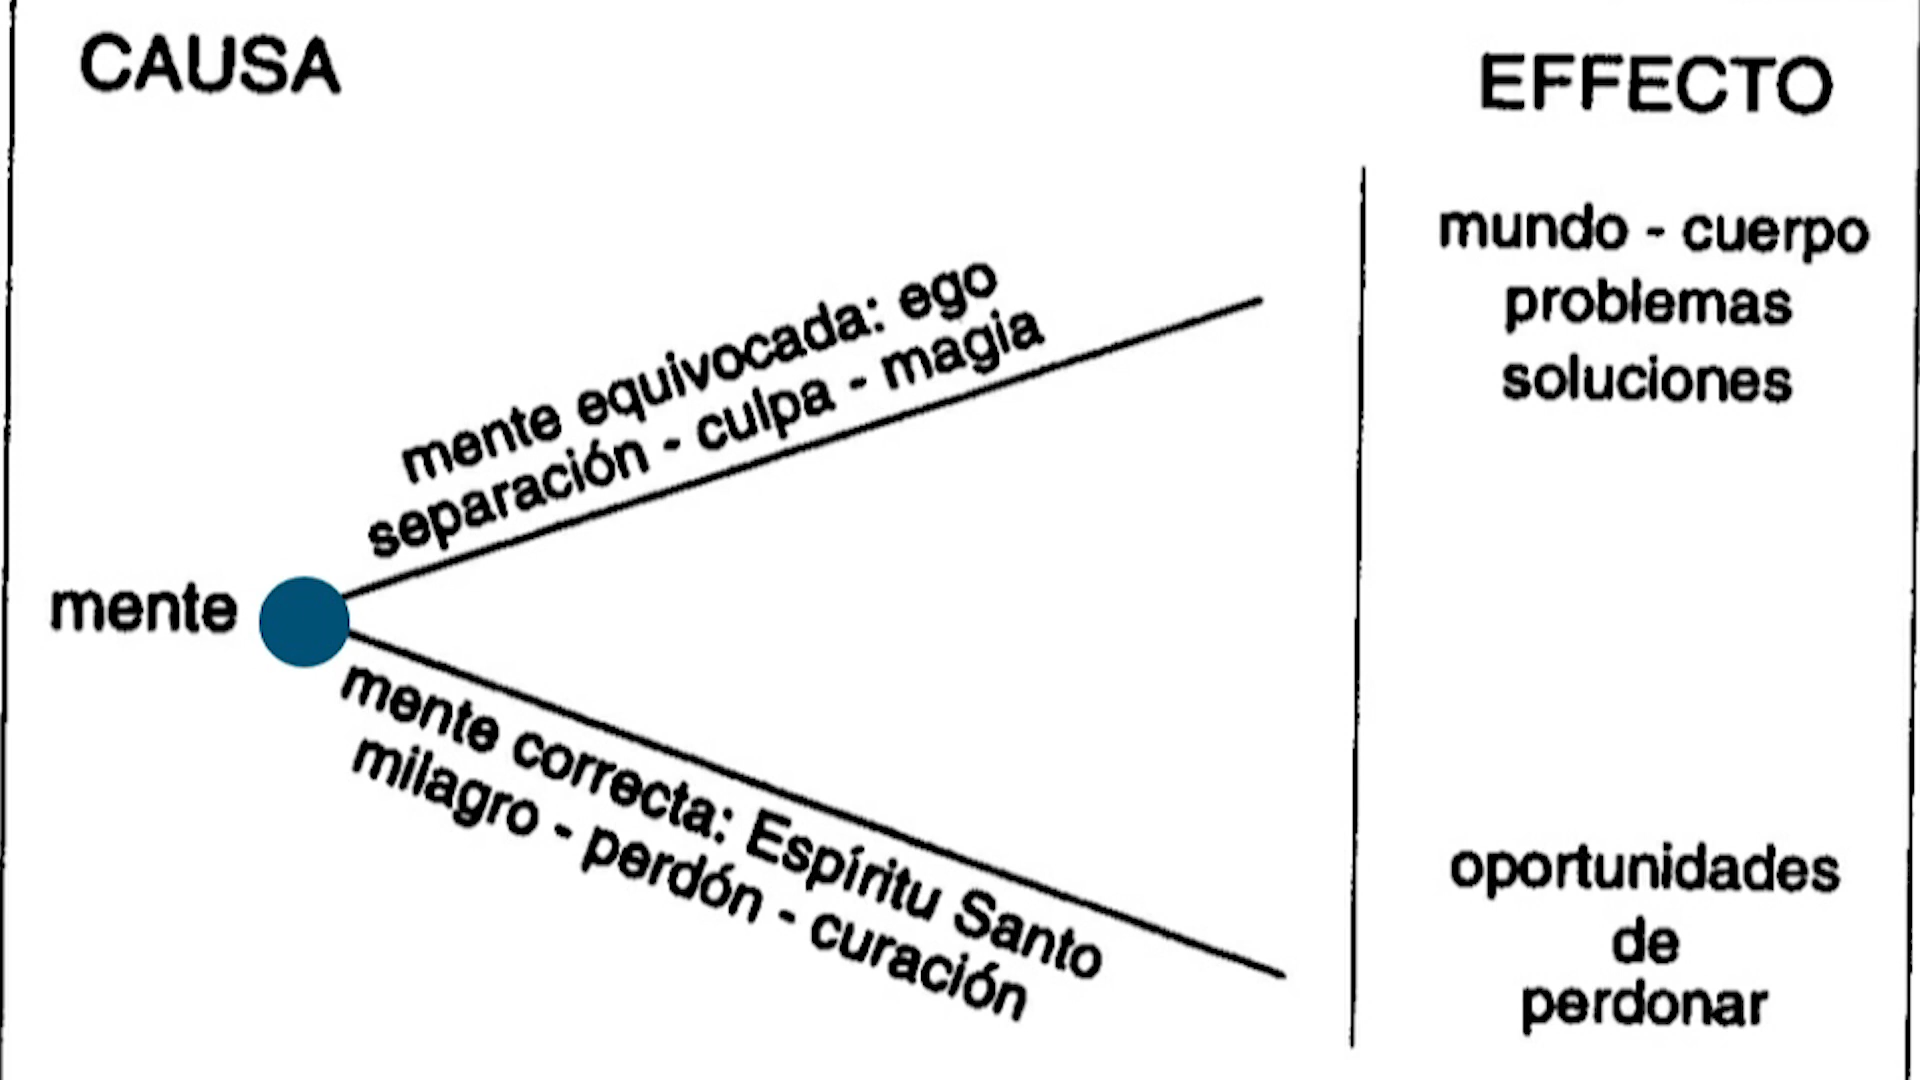 CAUSA
EFFECTO
mundo - cuerpo
problemas
soluciones
mente equivocada: ego
separación - culpa - magia
mente
mente correcta: Espíritu Santo
milagro - perdón - curación
oportunidades
de
perdonar